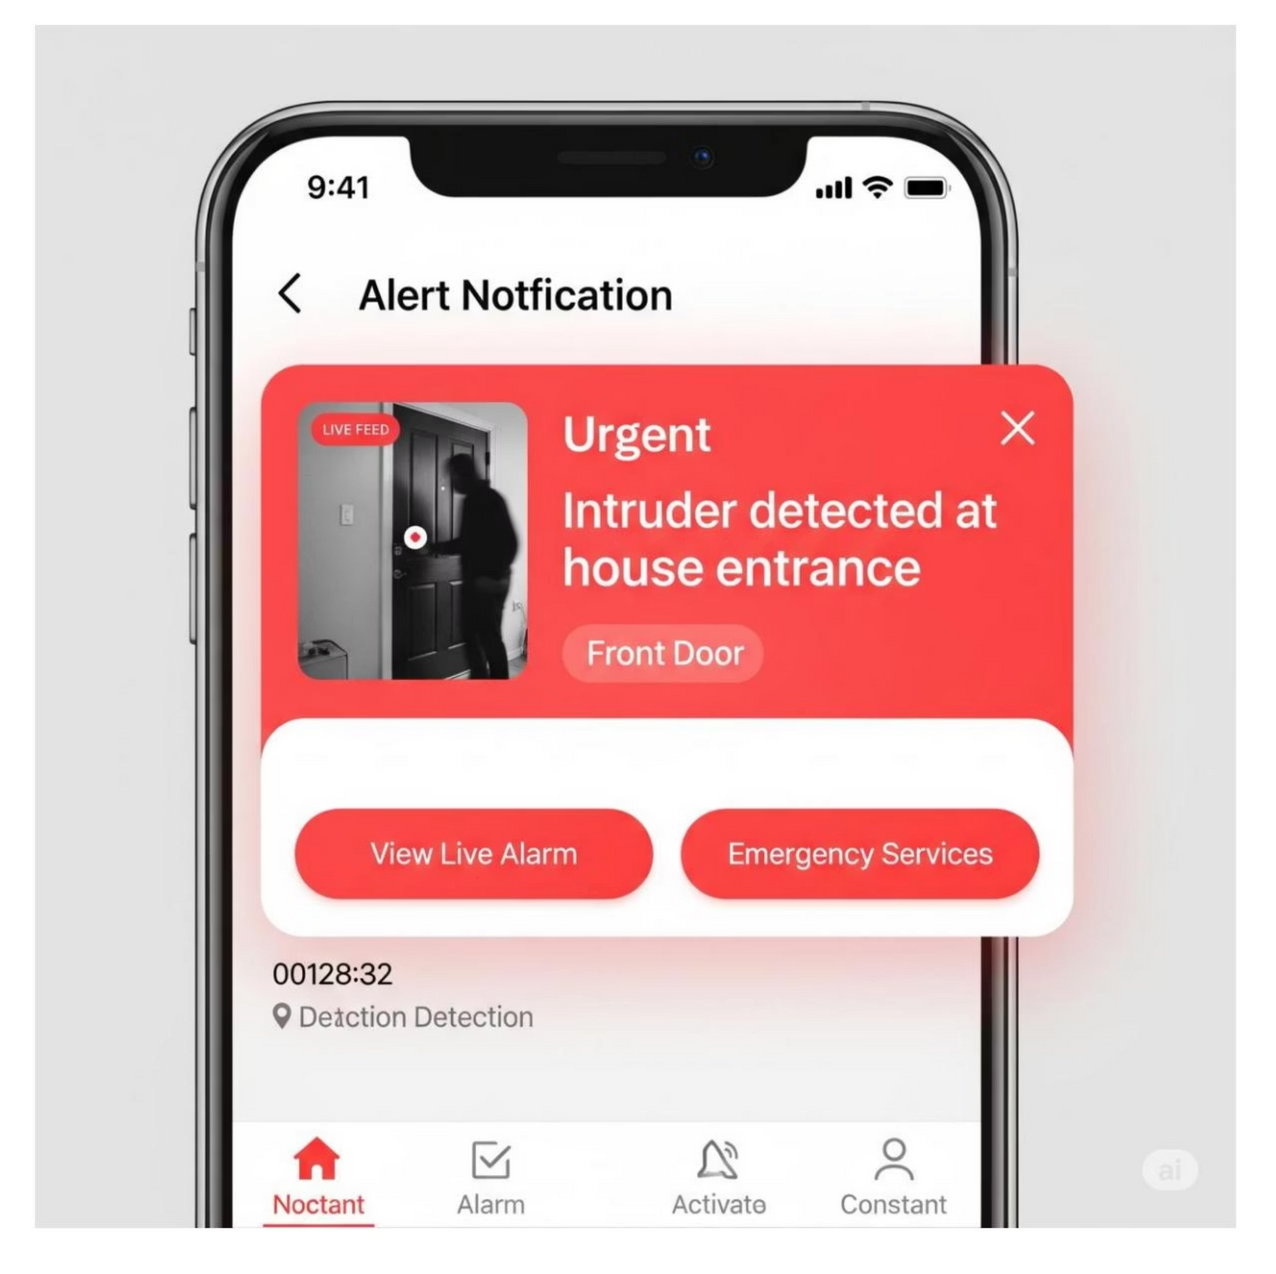 9:41
Alert Notfication
LIVE FEED
Urgent
Intruder detected at
house entrance
Front Door
View Live Alarm
Emergency Services
00128:32
Detection
Noctant
Alarm
Activate
Constant
ai